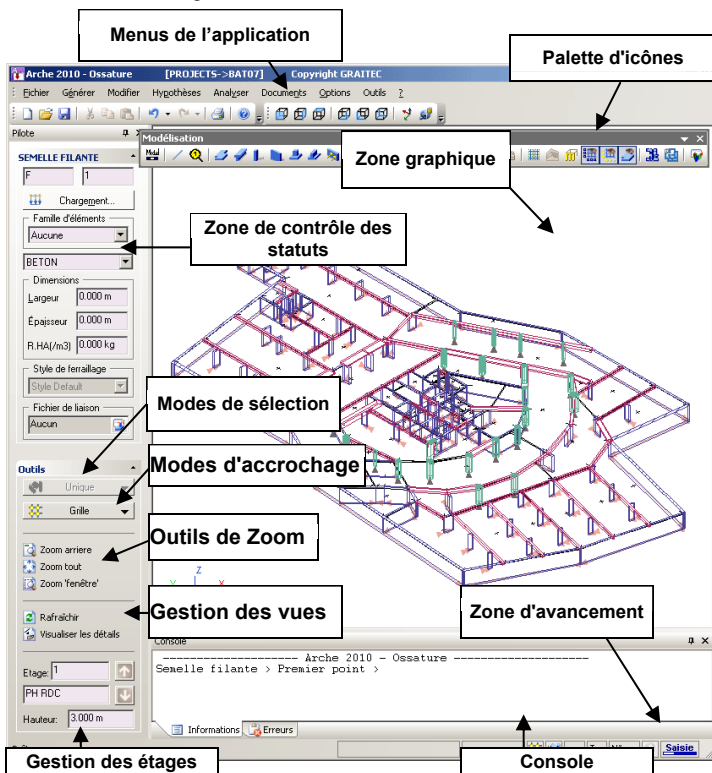 Menus de l'application
Palette d'icônes
Arche 2010 - Ossature [PROJECTS->BAT07] Copyright GRAITEC
Fichier Générer Modifier Hypothèses Analyser Documents Options Outils ?
Pilote
Modélisation
Zone graphique
SEMELLE FILANTE
F 1
Chargement...
Famille d'éléments
Aucune
Zone de contrôle des
statuts
BETON
Dimensions
Largeur 0.000 m
Épaisseur 0.000 m
R.HA(/m3) 0.000 kg
Style de ferraillage
Style Default
Fichier de liaison
Aucun
Modes de sélection
Outils
Unique
Modes d'accrochage
Grille
Outils de Zoom
Zoom arriere
Zoom tout
Zoom 'fenêtre'
Z
Y X
Gestion des vues
Rafraîchir
Visualiser les détails
Zone d'avancement
Console
-------------------- Arche 2010 - Ossature --------------------
Semelle filante > Premier point >
Etage: 1
PH RDC
Hauteur: 3.000 m
Informations Erreurs
Saisie
Gestion des étages
Console